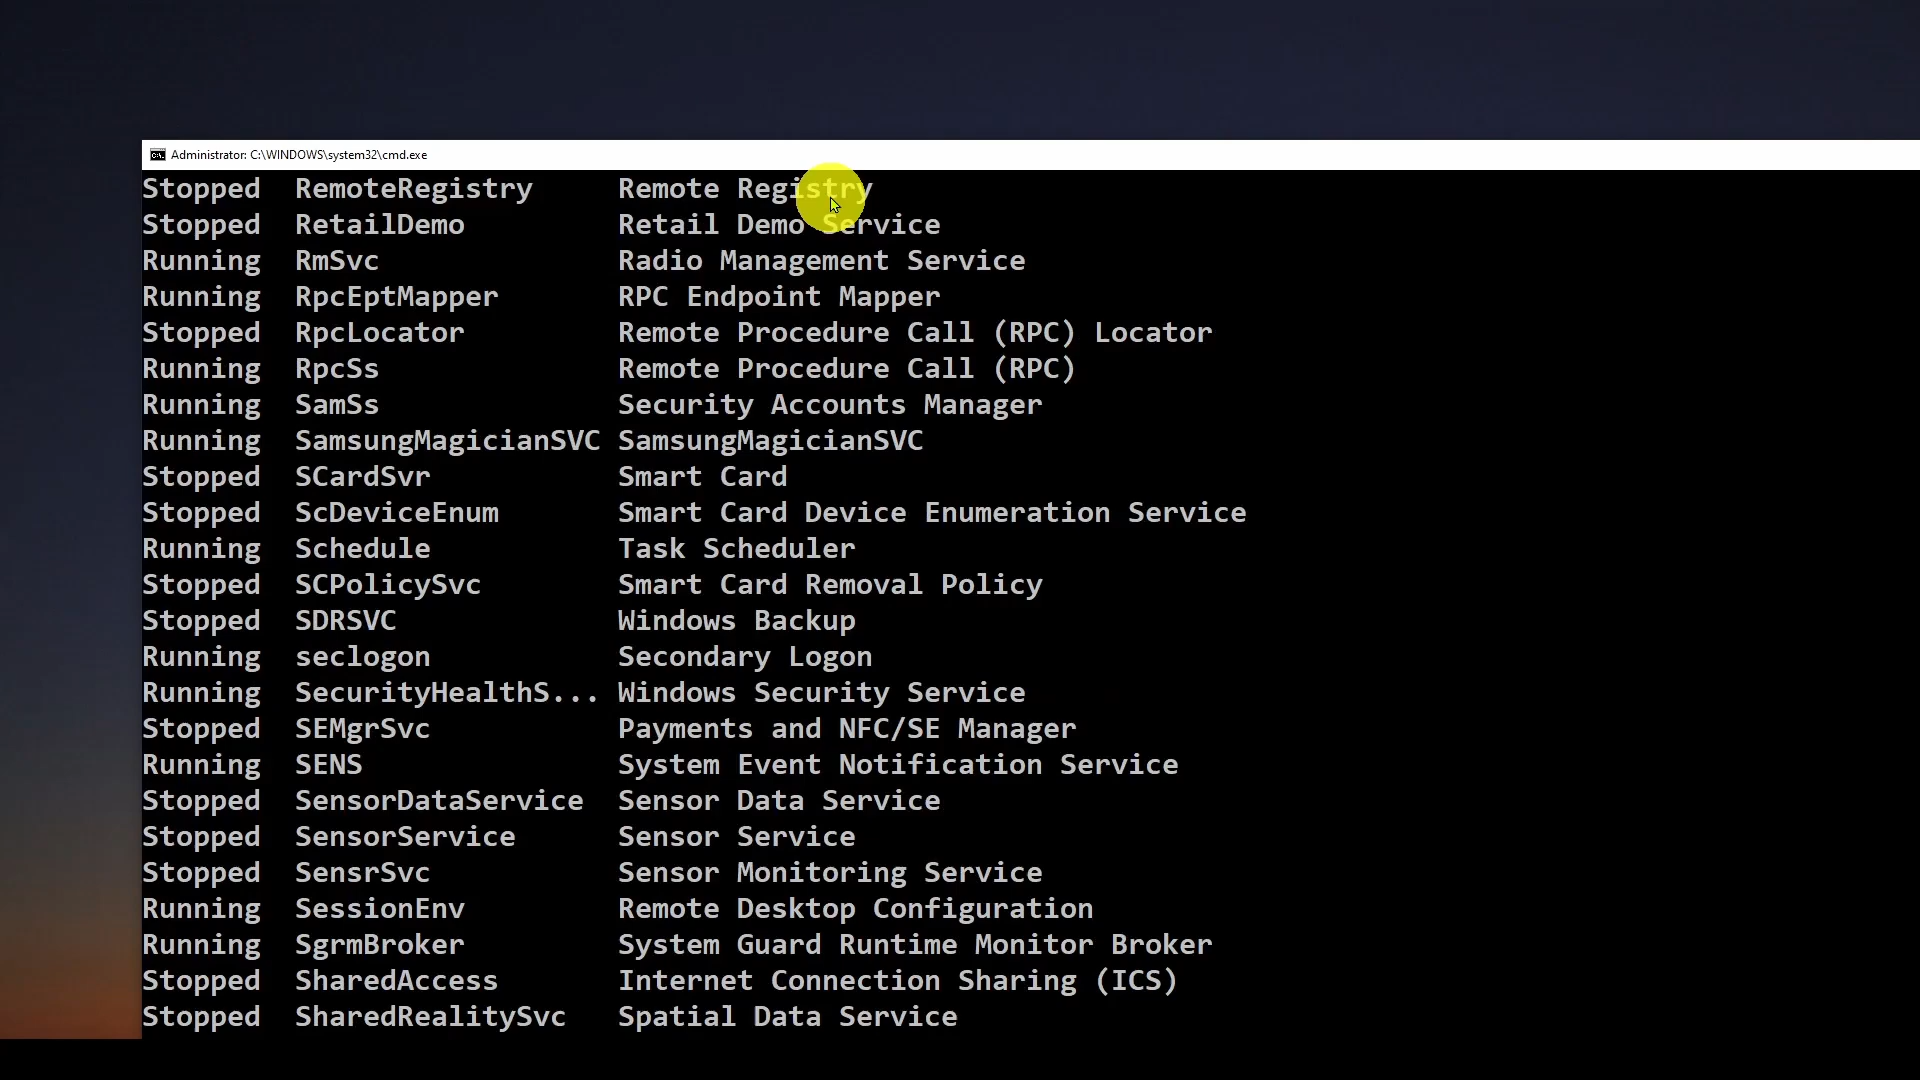 Administrator: C:\WINDOWS\system32\cmd.exe
Stopped  RemoteRegistry     Remote Registry
Stopped  RetailDemo         Retail Demo Service
Running  RmSvc              Radio Management Service
Running  RpcEptMapper       RPC Endpoint Mapper
Stopped  RpcLocator         Remote Procedure Call (RPC) Locator
Running  RpcSs              Remote Procedure Call (RPC)
Running  SamSs              Security Accounts Manager
Running  SamsungMagicianSVC SamsungMagicianSVC
Stopped  SCardSvr           Smart Card
Stopped  ScDeviceEnum       Smart Card Device Enumeration Service
Running  Schedule           Task Scheduler
Stopped  SCPolicySvc        Smart Card Removal Policy
Stopped  SDRSVC             Windows Backup
Running  seclogon           Secondary Logon
Running  SecurityHealthS... Windows Security Service
Stopped  SEMgrSvc           Payments and NFC/SE Manager
Running  SENS               System Event Notification Service
Stopped  SensorDataService  Sensor Data Service
Stopped  SensorService      Sensor Service
Stopped  SensrSvc           Sensor Monitoring Service
Running  SessionEnv         Remote Desktop Configuration
Running  SgrmBroker         System Guard Runtime Monitor Broker
Stopped  SharedAccess       Internet Connection Sharing (ICS)
Stopped  SharedRealitySvc   Spatial Data Service